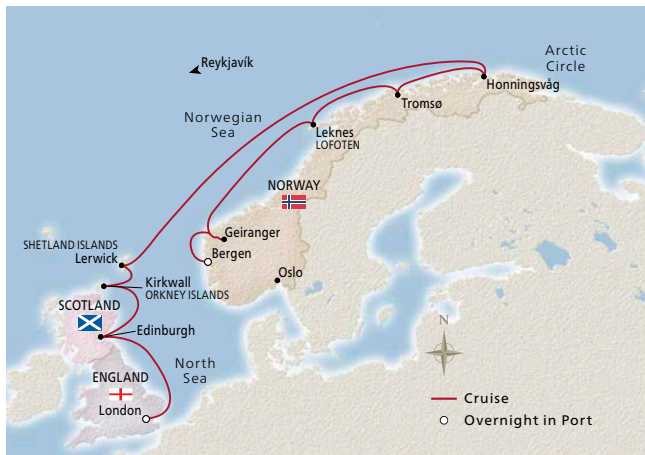 Reykjavík
Arctic
Circle
Honningsvåg
Tromsø
Norwegian
Sea
Leknes
LOFOTEN
NORWAY
Geiranger
Bergen
SHETLAND ISLANDS
Lerwick
Oslo
Kirkwall
ORKNEY ISLANDS
SCOTLAND
Edinburgh
N
North
Sea
ENGLAND
London
Cruise
Overnight in Port